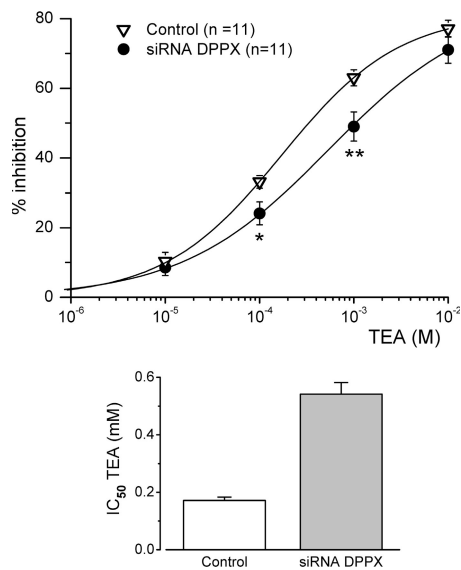 Control (n =11)
siRNA DPPX (n=11)
% inhibition
80
60
40
20
0
*
**
10-6 10-5 10-4 10-3 10-2
TEA (M)
IC50 TEA (mM)
0.6
0.4
0.2
0.0
Control siRNA DPPX